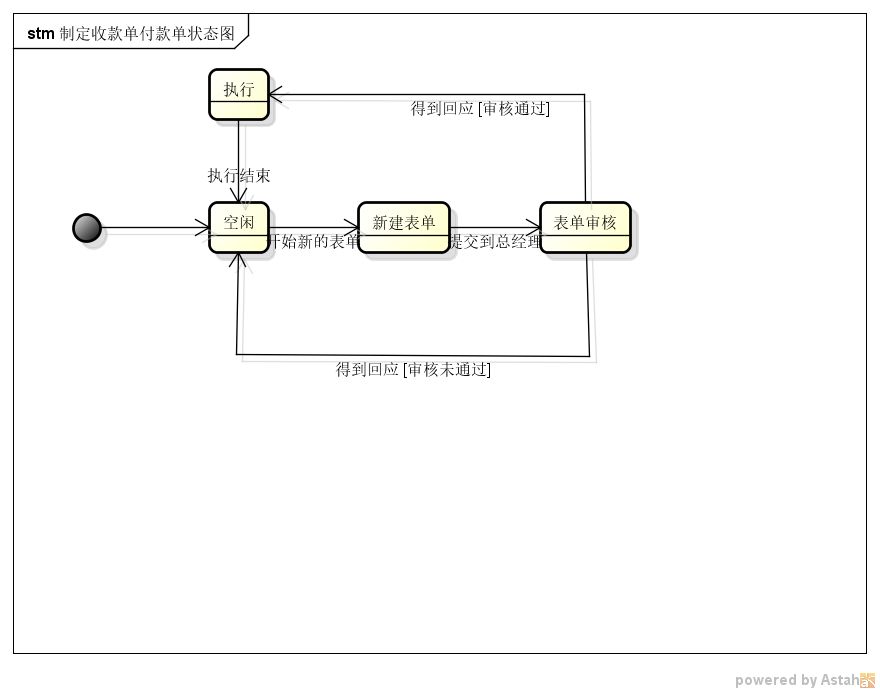 stm 制定收款单付款单状态图
执行
得到回应 [审核通过]
执行结束
空闲
新建表单
表单审核
开始新的表单
提交到总经理
得到回应 [审核未通过]
powered by Astah